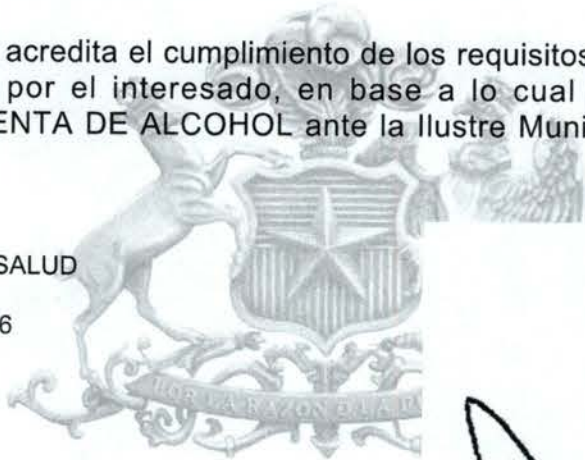 acredita el cumplimiento de los requisitos
por el interesado, en base a lo cual
ENTA DE ALCOHOL ante la Ilustre Muni
SALUD
6
POR LA RAZON O LA